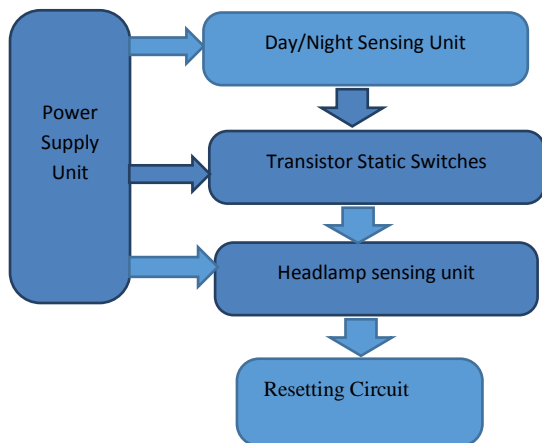 Day/Night Sensing Unit
Power
Supply
Unit
Transistor Static Switches
Headlamp sensing unit
Resetting Circuit